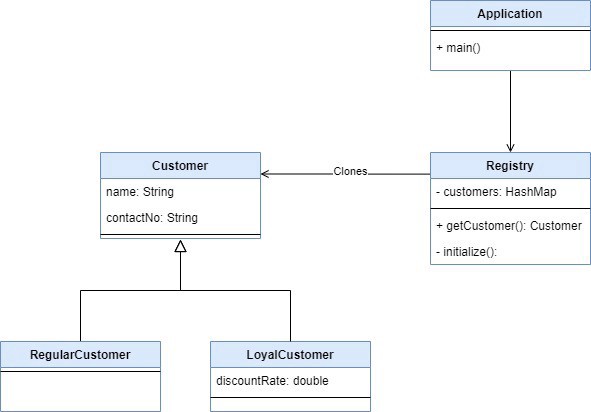 Application
+ main()
Customer
name: String
contactNo: String
Clones
Registry
- customers: HashMap
+ getCustomer(): Customer
- initialize():
RegularCustomer
LoyalCustomer
discountRate: double